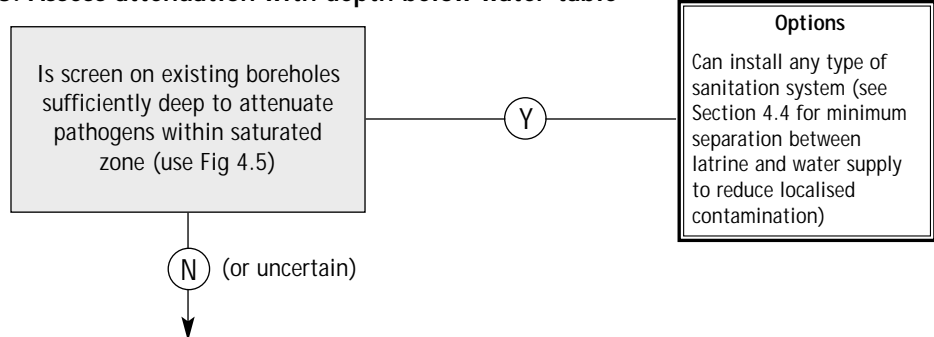 3. Assess attenuation with depth below water table
Is screen on existing boreholes
sufficiently deep to attenuate
pathogens within saturated
zone (use Fig 4.5)
Y
Options
Can install any type of
sanitation system (see
Section 4.4 for minimum
separation between
latrine and water supply
to reduce localised
contamination)
N (or uncertain)